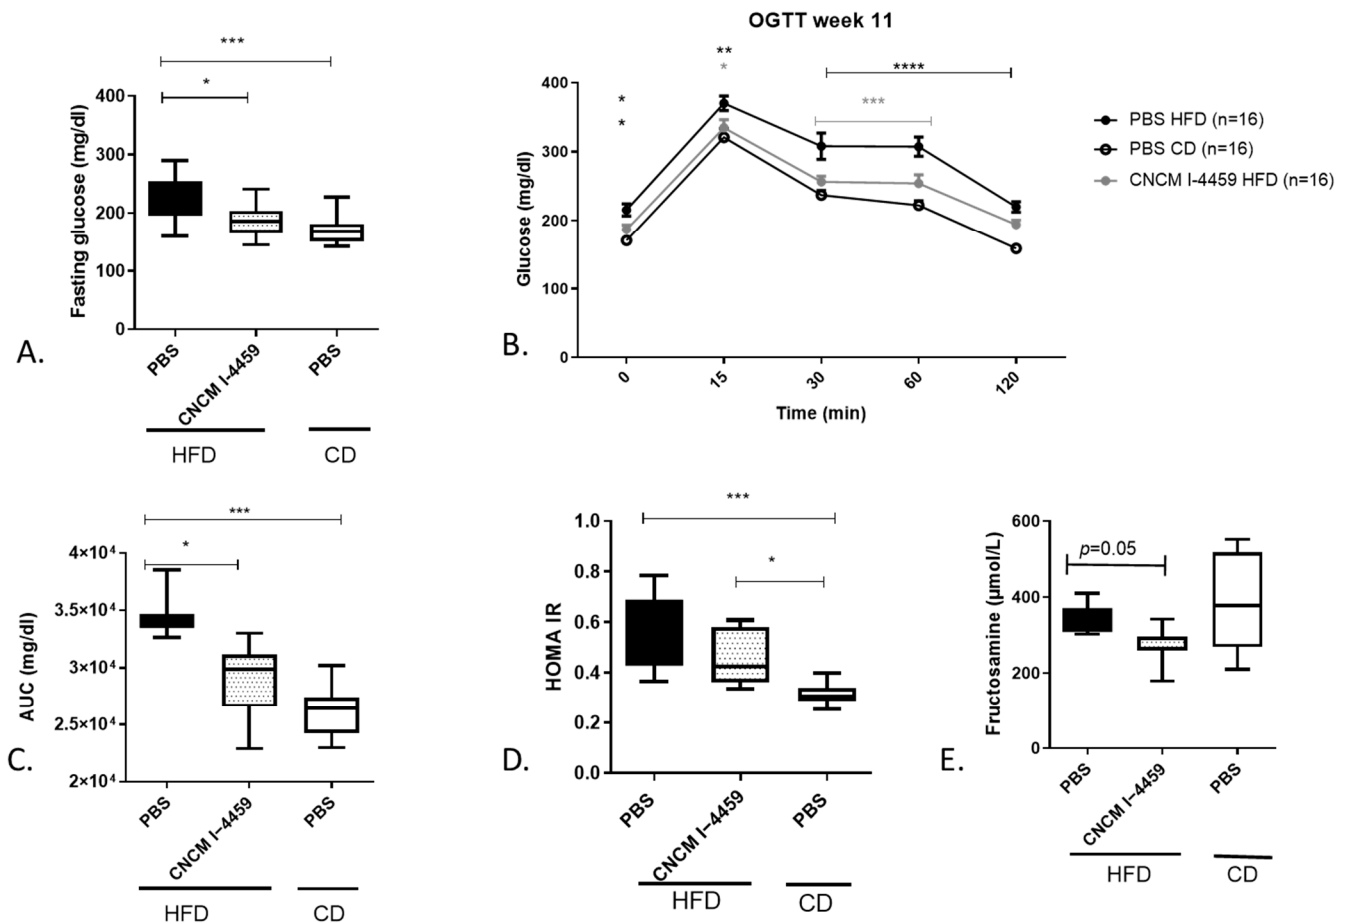 ***
*
Fasting glucose (mg/dl)
400
300
200
100
0
PBS
CNCM I-4459
PBS
HFD
CD
A.
OGTT week 11
**
*
****
***
*
*
Glucose (mg/dl)
400
300
200
100
0
0
15
30
60
120
Time (min)
PBS HFD (n=16)
PBS CD (n=16)
CNCM I-4459 HFD (n=16)
B.
***
*
AUC (mg/dl)
4×10⁴
3.5×10⁴
3×10⁴
2.5×10⁴
2×10⁴
PBS
CNCM I–4459
PBS
HFD
CD
C.
***
*
HOMA IR
1.0
0.8
0.6
0.4
0.2
0.0
PBS
CNCM I–4459
PBS
HFD
CD
D.
p=0.05
Fructosamine (μmol/L)
600
400
200
0
PBS
CNCM I–4459
PBS
HFD
CD
E.